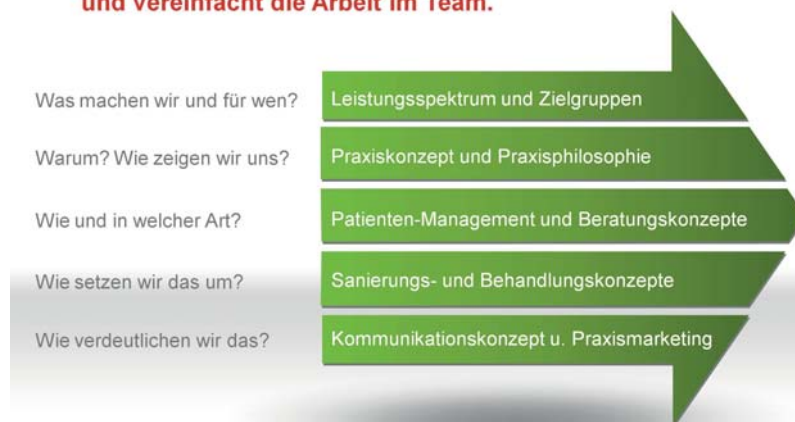 und vereinfacht die Arbeit im Team.
Was machen wir und für wen?
Leistungsspektrum und Zielgruppen
Warum? Wie zeigen wir uns?
Praxiskonzept und Praxisphilosophie
Wie und in welcher Art?
Patienten-Management und Beratungskonzepte
Wie setzen wir das um?
Sanierungs- und Behandlungskonzepte
Wie verdeutlichen wir das?
Kommunikationskonzept u. Praxismarketing